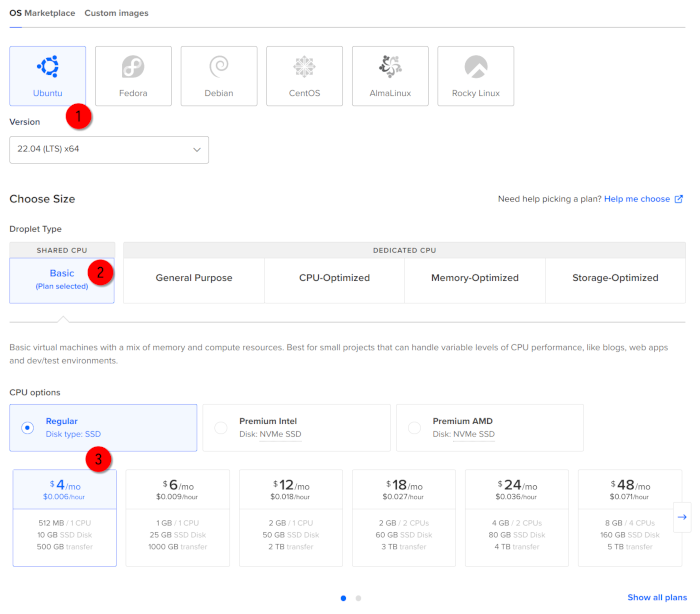 OS Marketplace Custom images
Ubuntu Fedora Debian CentOS AlmaLinux Rocky Linux
1
Version
22.04 (LTS) x64
Choose Size
Need help picking a plan? Help me choose
Droplet Type
SHARED CPU DEDICATED CPU
Basic 2
(Plan selected)
General Purpose CPU-Optimized Memory-Optimized Storage-Optimized
Basic virtual machines with a mix of memory and compute resources. Best for small projects that can handle variable levels of CPU performance, like blogs, web apps
and dev/test environments.
CPU options
Regular Premium Intel Premium AMD
Disk type: SSD Disk: NVMe SSD Disk: NVMe SSD
3
$4/mo $6/mo $12/mo $18/mo $24/mo $48/mo
$0.006/hour $0.009/hour $0.018/hour $0.027/hour $0.036/hour $0.071/hour
512 MB / 1 CPU 1 GB / 1 CPU 2 GB / 1 CPU 2 GB / 2 CPUs 4 GB / 2 CPUs 8 GB / 4 CPUs
10 GB SSD Disk 25 GB SSD Disk 50 GB SSD Disk 60 GB SSD Disk 80 GB SSD Disk 160 GB SSD Disk
500 GB transfer 1000 GB transfer 2 TB transfer 3 TB transfer 4 TB transfer 5 TB transfer
Show all plans